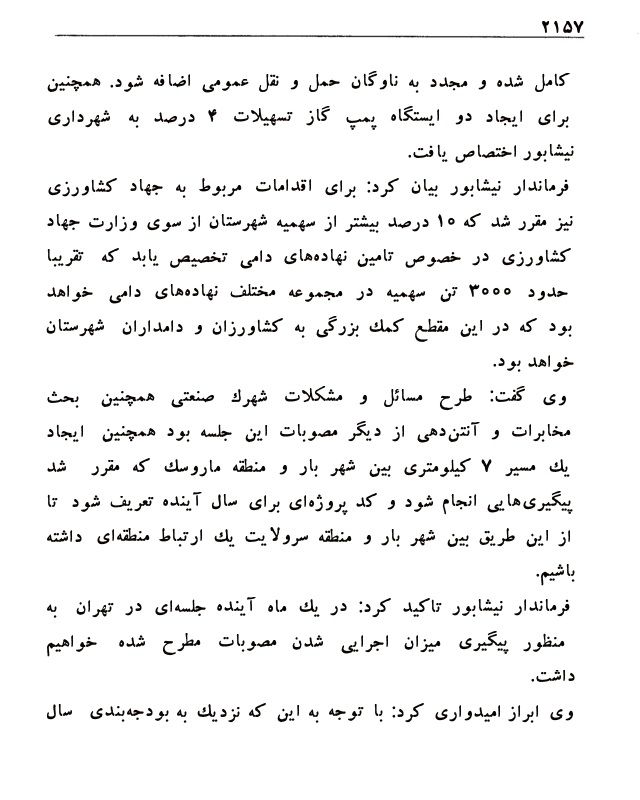 ۲۱۵۷
کامل شده و مجدد به ناوگان حمل و نقل عمومی اضافه شود. همچنین
برای ایجاد دو ایستگاه پمپ گاز تسهیلات ۴ درصد به شهرداری
نیشابور اختصاص یافت.
فرماندار نیشابور بیان کرد: برای اقدامات مربوط به جهاد کشاورزی
نیز مقرر شد که ۱۰ درصد بیشتر از سهمیه شهرستان از سوی وزارت جهاد
کشاورزی در خصوص تامین نهاده‌های دامی تخصیص یابد که تقریبا
حدود ۳۰۰۰ تن سهمیه در مجموعه مختلف نهاده‌های دامی خواهد
بود که در این مقطع کمك بزرگی به کشاورزان و دامداران شهرستان
خواهد بود.
وی گفت: طرح مسائل و مشکلات شهرك صنعتی همچنین بحث
مخابرات و آنتن‌دهی از دیگر مصوبات این جلسه بود همچنین ایجاد
یك مسیر ۷ کیلومتری بین شهر بار و منطقه ماروسك که مقرر شد
پیگیری‌هایی انجام شود و کد پروژه‌ای برای سال آینده تعریف شود تا
از این طریق بین شهر بار و منطقه سرولایت یك ارتباط منطقه‌ای داشته
باشیم.
فرماندار نیشابور تاکید کرد: در یك ماه آینده جلسه‌ای در تهران به
منظور پیگیری میزان اجرایی شدن مصوبات مطرح شده خواهیم
داشت.
وی ابراز امیدواری کرد: با توجه به این که نزدیك به بودجه‌بندی سال